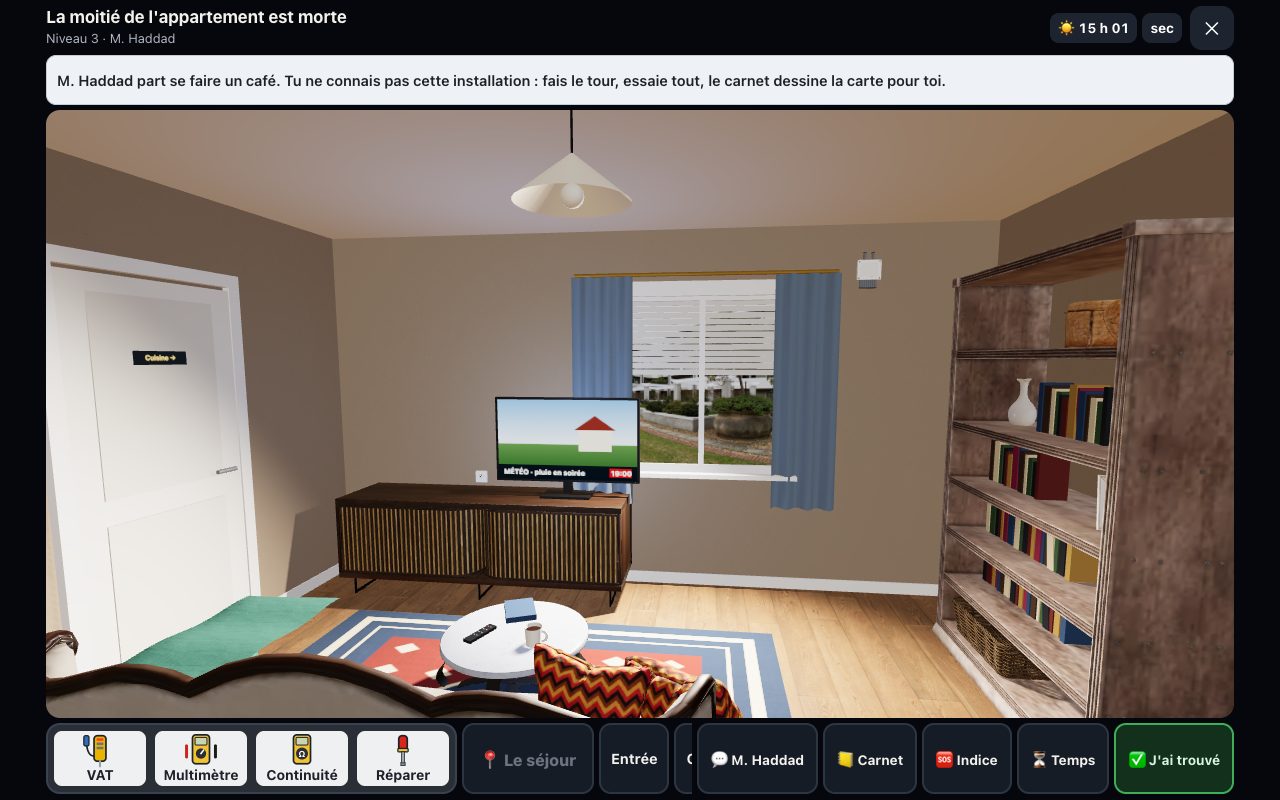 La moitié de l'appartement est morte
Niveau 3 · M. Haddad
15 h 01
sec
M. Haddad part se faire un café. Tu ne connais pas cette installation : fais le tour, essaie tout, le carnet dessine la carte pour toi.
Cuisine →
MÉTÉO - pluie en soirée
19:00
VAT
Multimètre
Continuité
Réparer
Le séjour
Entrée
M. Haddad
Carnet
SOS
Indice
Temps
J'ai trouvé